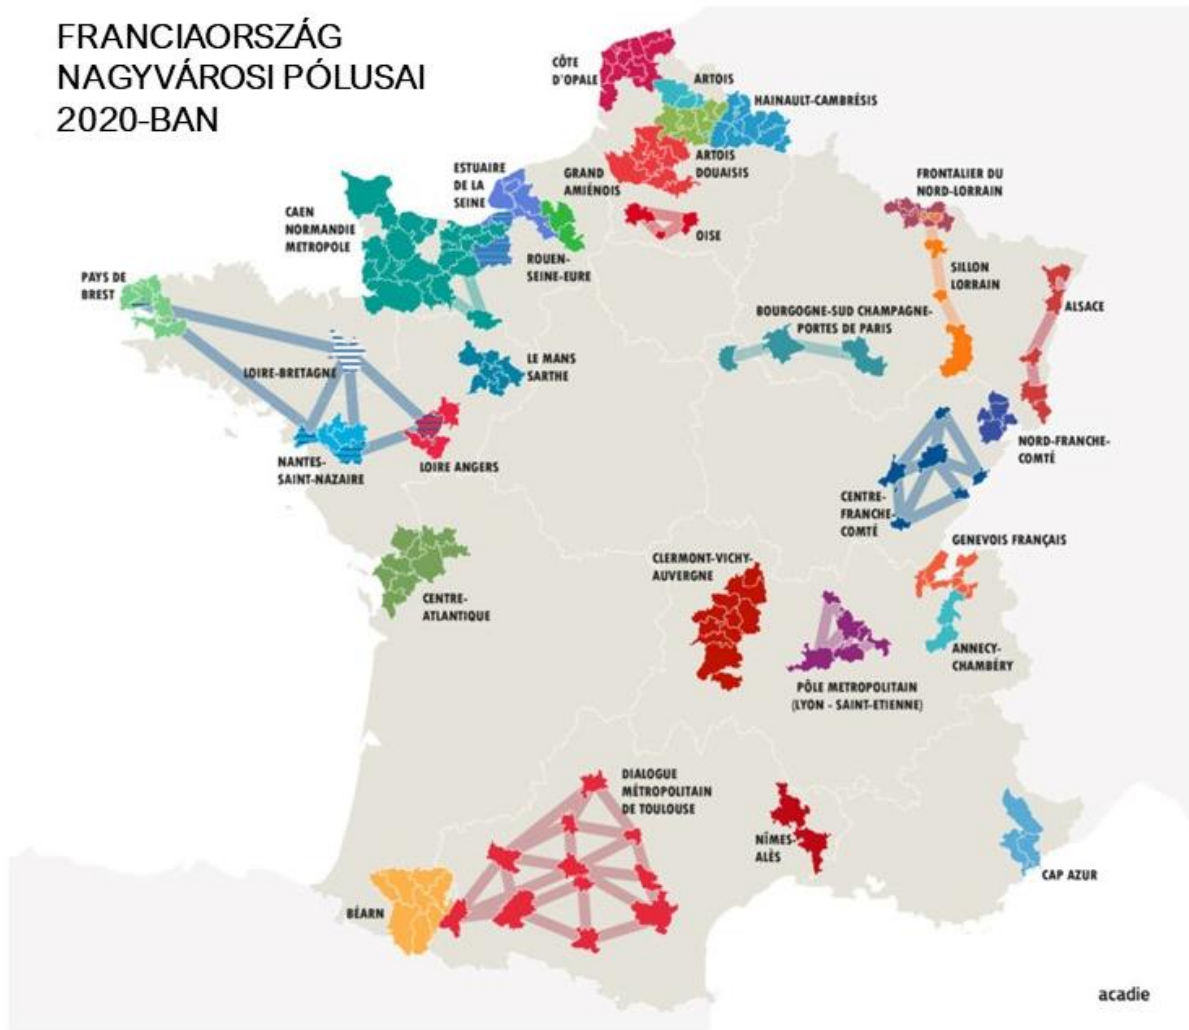 FRANCIAORSZÁG
NAGYVÁROSI PÓLUSAI
2020-BAN
CÔTE
D'OPALE
ARTOIS
HAINAULT-CAMBRÉSIS
ARTOIS
DOUAISIS
ESTUAIRE
DE LA
SEINE
GRAND
AMIÉNOIS
FRONTALIER DU
NORD-LORRAIN
CAEN
NORMANDIE
METROPOLE
OISE
ROUEN-
SEINE-EURE
SILLON
LORRAIN
PAYS DE
BREST
ALSACE
BOURGOGNE-SUD CHAMPAGNE-
PORTES DE PARIS
LE MANS
SARTHE
LOIRE-BRETAGNE
NORD-FRANCHE-
COMTÉ
NANTES-
SAINT-NAZAIRE
LOIRE ANGERS
CENTRE-
FRANCHE-
COMTÉ
GENEVOIS FRANÇAIS
CLERMONT-VICHY-
AUVERGNE
CENTRE-
ATLANTIQUE
ANNECY-
CHAMBÉRY
PÔLE METROPOLITAIN
(LYON - SAINT-ETIENNE)
DIALOGUE
MÉTROPOLITAIN
DE TOULOUSE
NÎMES-
ALÈS
CAP AZUR
BÉARN
acadie